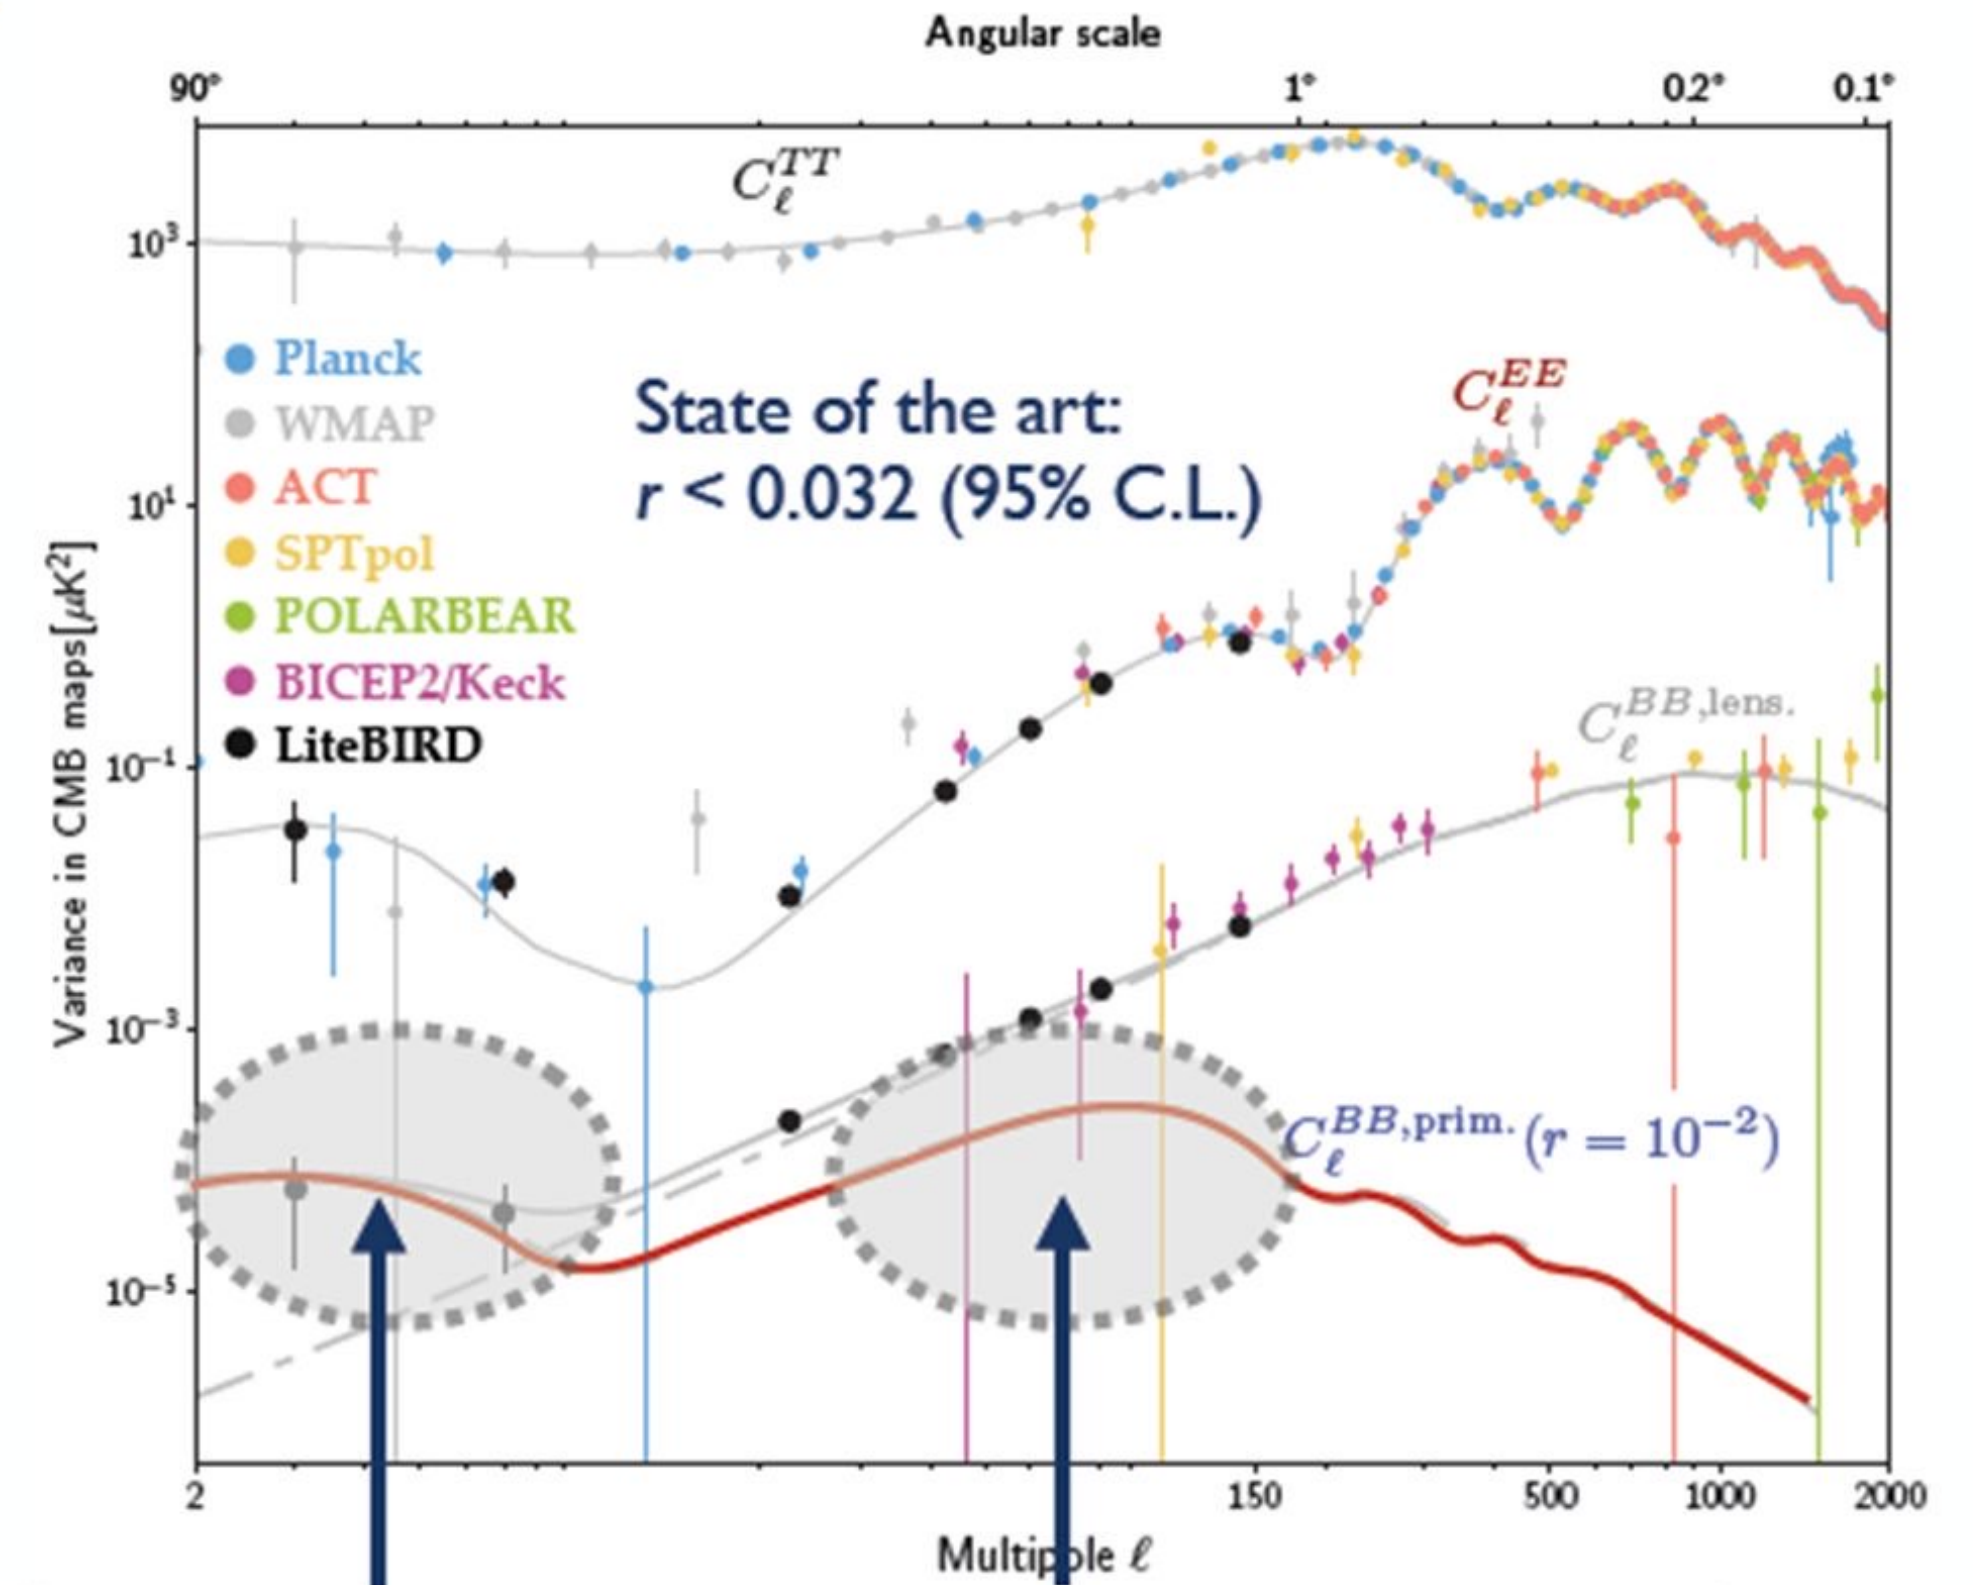 Angular scale
90° 1° 0.2° 0.1°
C_ℓ^{TT}
10³
Planck
WMAP
ACT
SPTpol
POLARBEAR
BICEP2/Keck
LiteBIRD
State of the art:
r < 0.032 (95% C.L.)
C_ℓ^{EE}
10¹
Variance in CMB maps[μK²]
10⁻¹
C_ℓ^{BB,lens.}
10⁻³
C_ℓ^{BB,prim.} (r = 10⁻²)
10⁻⁵
2 150 500 1000 2000
Multipole ℓ